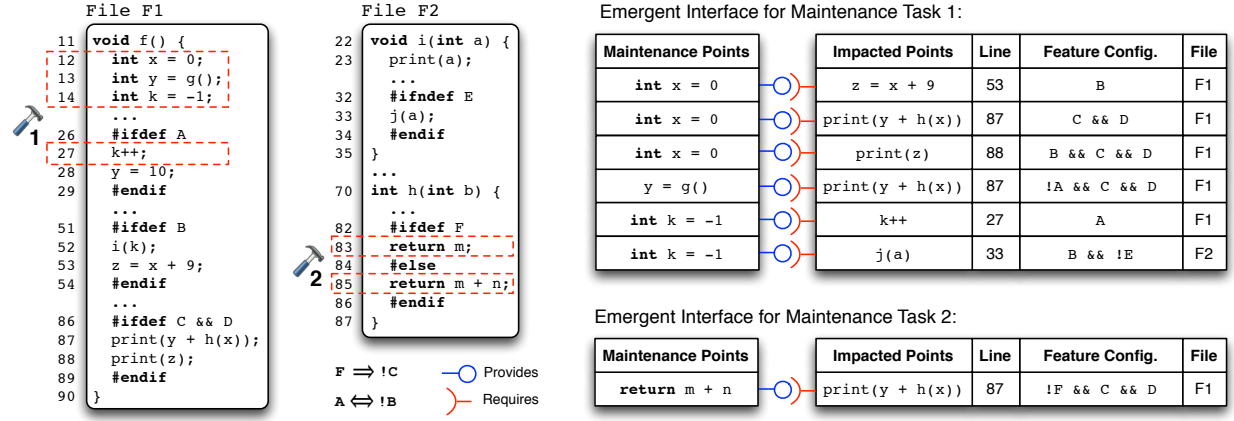 File F1
11 void f() {
12 int x = 0;
13 int y = g();
14 int k = -1;
...
1
26 #ifdef A
27 k++;
28 y = 10;
29 #endif
...
51 #ifdef B
52 i(k);
53 z = x + 9;
54 #endif
...
86 #ifdef C && D
87 print(y + h(x));
88 print(z);
89 #endif
90 }
File F2
22 void i(int a) {
23 print(a);
...
32 #ifndef E
33 j(a);
34 #endif
35 }
...
70 int h(int b) {
...
82 #ifdef F
83 return m;
2
84 #else
85 return m + n;
86 #endif
87 }
F ⇒ !C
A ⇔ !B
Provides
Requires
Emergent Interface for Maintenance Task 1:
Maintenance Points Impacted Points Line Feature Config. File
int x = 0 z = x + 9 53 B F1
int x = 0 print(y + h(x)) 87 C && D F1
int x = 0 print(z) 88 B && C && D F1
y = g() print(y + h(x)) 87 !A && C && D F1
int k = -1 k++ 27 A F1
int k = -1 j(a) 33 B && !E F2
Emergent Interface for Maintenance Task 2:
Maintenance Points Impacted Points Line Feature Config. File
return m + n print(y + h(x)) 87 !F && C && D F1